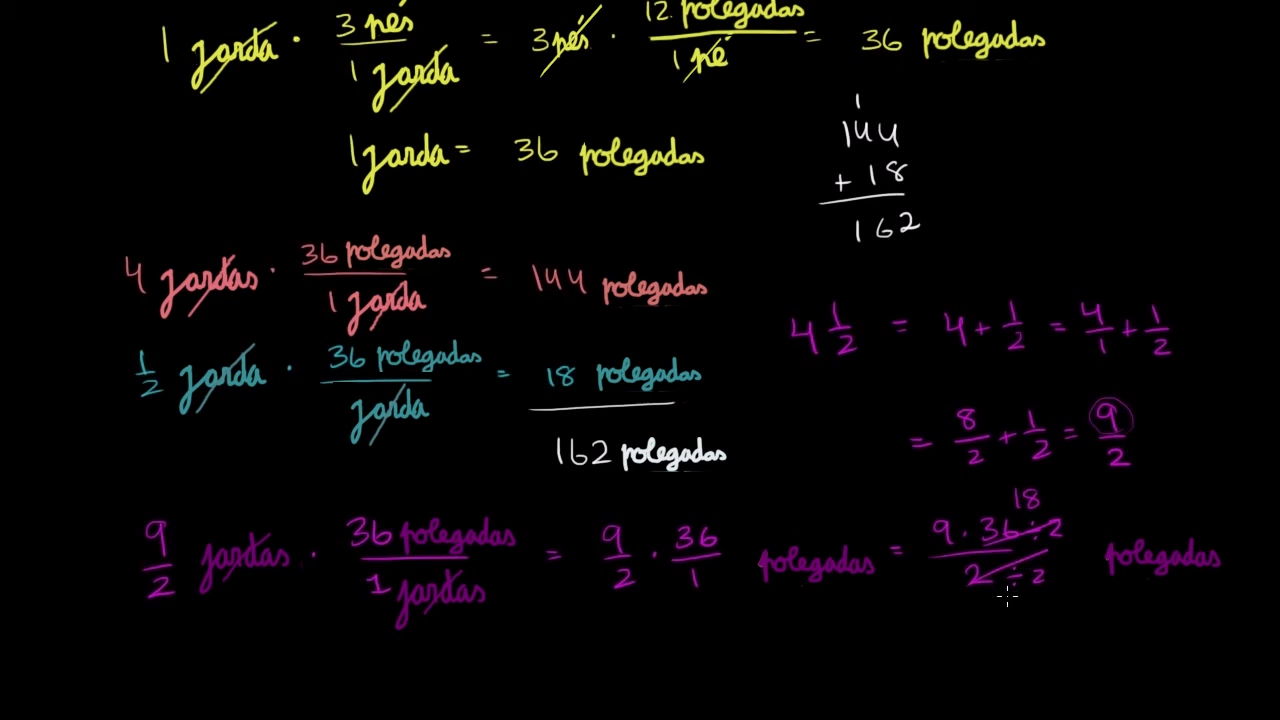 1 jarda · 3 pés / 1 jarda = 3 pés · 12 polegadas / 1 pé = 36 polegadas
1 jarda = 36 polegadas
1
144
+ 18
162
4 jardas · 36 polegadas / 1 jarda = 144 polegadas
1/2 jarda · 36 polegadas / jarda = 18 polegadas
162 polegadas
4 1/2 = 4 + 1/2 = 4/1 + 1/2
= 8/2 + 1/2 = 9/2
18
9/2 jardas · 36 polegadas / 1 jardas = 9/2 · 36/1 polegadas = 9 · 36 ÷ 2 / 2 ÷ 2 polegadas